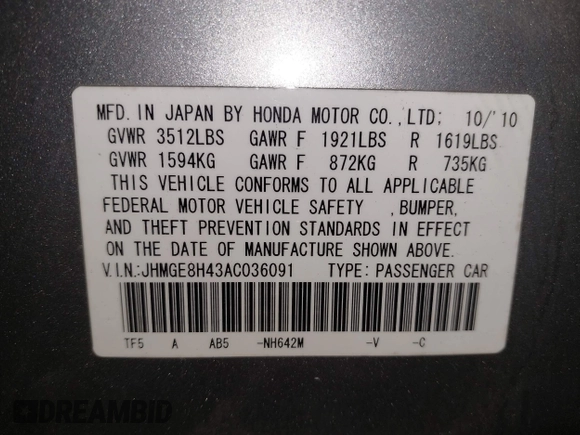 MFD. IN JAPAN BY HONDA MOTOR CO.,LTD; 10/'10
GVWR 3512LBS GAWR F 1921LBS R 1619LBS
GVWR 1594KG GAWR F 872KG R 735KG
THIS VEHICLE CONFORMS TO ALL APPLICABLE
FEDERAL MOTOR VEHICLE SAFETY ,BUMPER,
AND THEFT PREVENTION STANDARDS IN EFFECT
ON THE DATE OF MANUFACTURE SHOWN ABOVE.
V.I.N.:JHMGE8H43AC036091 TYPE: PASSENGER CAR
TF5 A AB5 -NH642M -V -C
DREAMBID